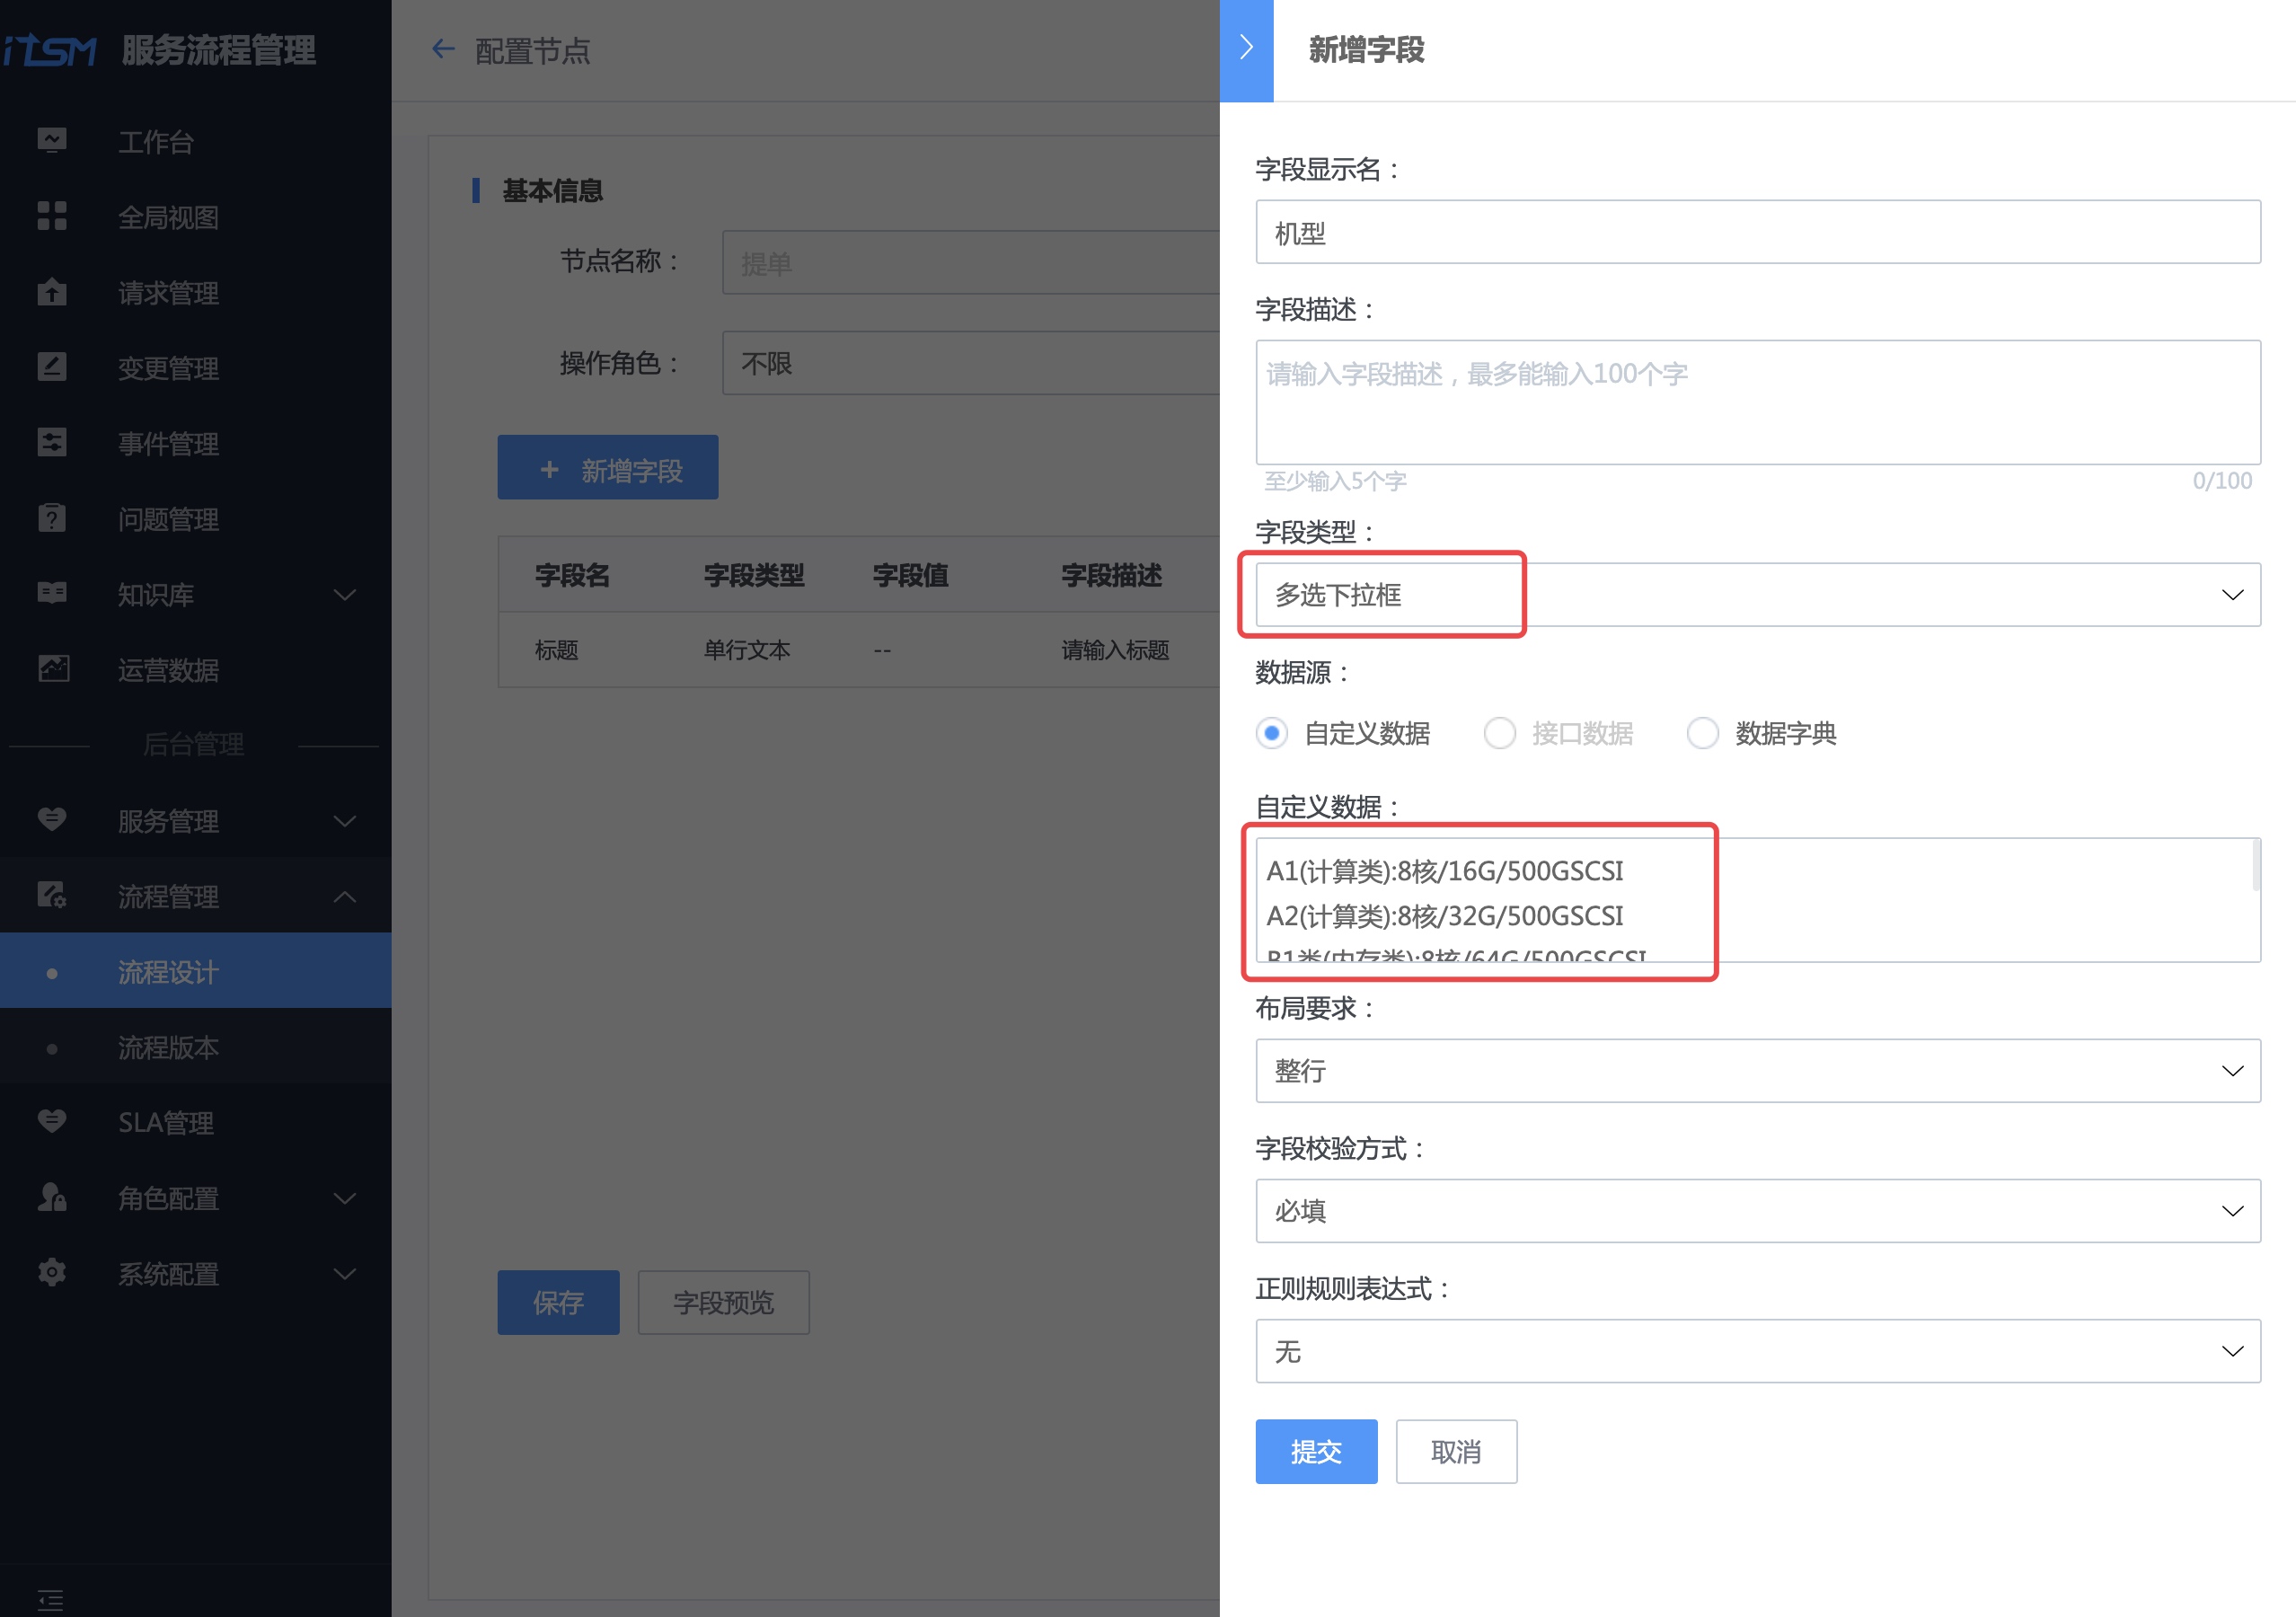 iTSM 服务流程管理
工作台
全局视图
请求管理
变更管理
事件管理
问题管理
知识库
运营数据
后台管理
服务管理
流程管理
流程设计
流程版本
SLA管理
角色配置
系统配置
配置节点
基本信息
节点名称：
提单
操作角色：
不限
+ 新增字段
字段名 字段类型 字段值 字段描述
标题 单行文本 -- 请输入标题
保存 字段预览
新增字段
字段显示名：
机型
字段描述：
请输入字段描述，最多能输入100个字
至少输入5个字 0/100
字段类型：
多选下拉框
数据源：
自定义数据 接口数据 数据字典
自定义数据：
A1(计算类):8核/16G/500GSCSI
A2(计算类):8核/32G/500GSCSI
B1类(内存类):8核/64G/500GSCSI
布局要求：
整行
字段校验方式：
必填
正则规则表达式：
无
提交 取消